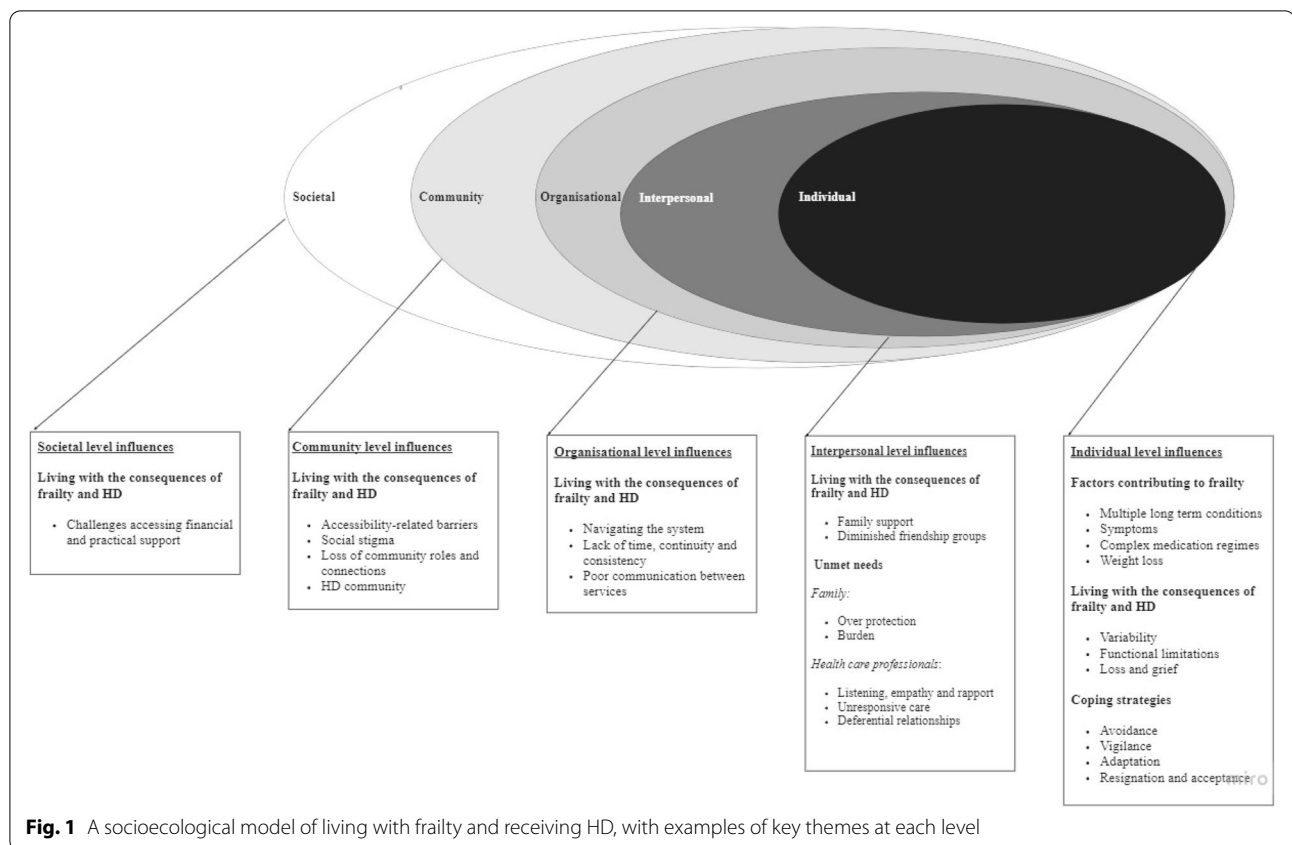 Societal
Community
Organisational
Interpersonal
Individual
Societal level influences
Living with the consequences of
frailty and HD
• Challenges accessing financial
and practical support
Community level influences
Living with the consequences of
frailty and HD
• Accessibility-related barriers
• Social stigma
• Loss of community roles and
connections
• HD community
Organisational level influences
Living with the consequences of
frailty and HD
• Navigating the system
• Lack of time, continuity and
consistency
• Poor communication between
services
Interpersonal level influences
Living with the consequences of
frailty and HD
• Family support
• Diminished friendship groups
Unmet needs
Family:
• Over protection
• Burden
Health care professionals:
• Listening, empathy and rapport
• Unresponsive care
• Deferential relationships
Individual level influences
Factors contributing to frailty
• Multiple long term conditions
• Symptoms
• Complex medication regimes
• Weight loss
Living with the consequences of
frailty and HD
• Variability
• Functional limitations
• Loss and grief
Coping strategies
• Avoidance
• Vigilance
• Adaptation
• Resignation and acceptance
miro
Fig. 1 A socioecological model of living with frailty and receiving HD, with examples of key themes at each level